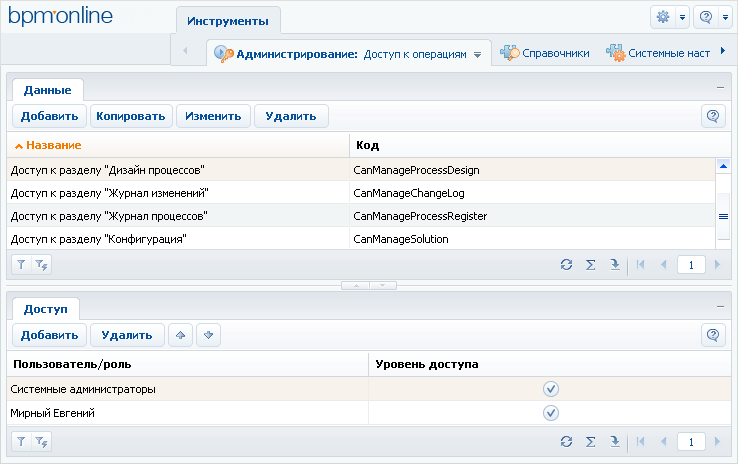 bpm'online
Инструменты
Администрирование: Доступ к операциям
Справочники
Системные наст
Данные
Добавить
Копировать
Изменить
Удалить
Название
Код
Доступ к разделу "Дизайн процессов"
CanManageProcessDesign
Доступ к разделу "Журнал изменений"
CanManageChangeLog
Доступ к разделу "Журнал процессов"
CanManageProcessRegister
Доступ к разделу "Конфигурация"
CanManageSolution
1
Доступ
Добавить
Удалить
Пользователь/роль
Уровень доступа
Системные администраторы
Мирный Евгений
1